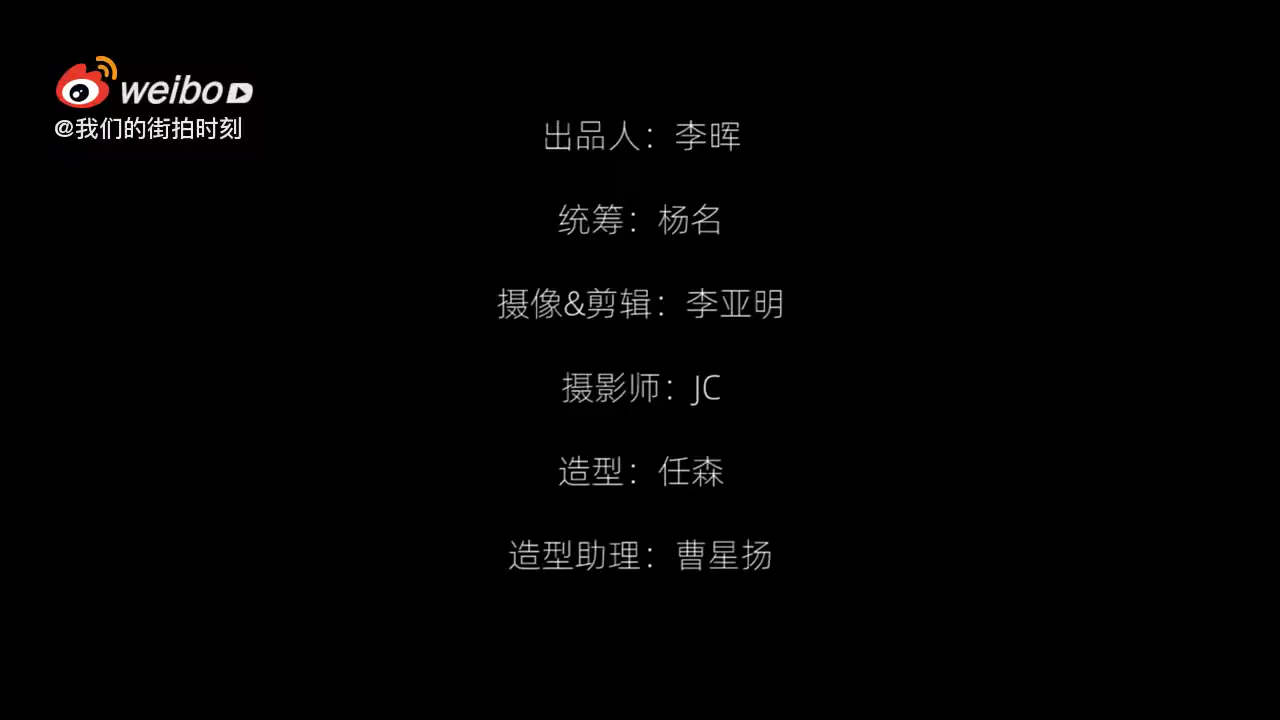 weibo
@我们的街拍时刻
出品人：李晖
统筹：杨名
摄像&剪辑：李亚明
摄影师：JC
造型：任森
造型助理：曹星扬